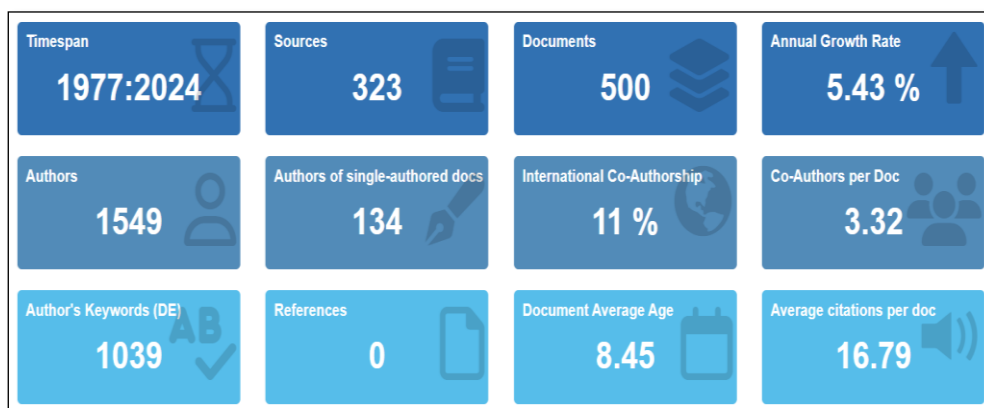 Timespan
1977:2024
Sources
323
Documents
500
Annual Growth Rate
5.43 %
Authors
1549
Authors of single-authored docs
134
International Co-Authorship
11 %
Co-Authors per Doc
3.32
Author's Keywords (DE)
AB
1039
References
0
Document Average Age
8.45
Average citations per doc
16.79